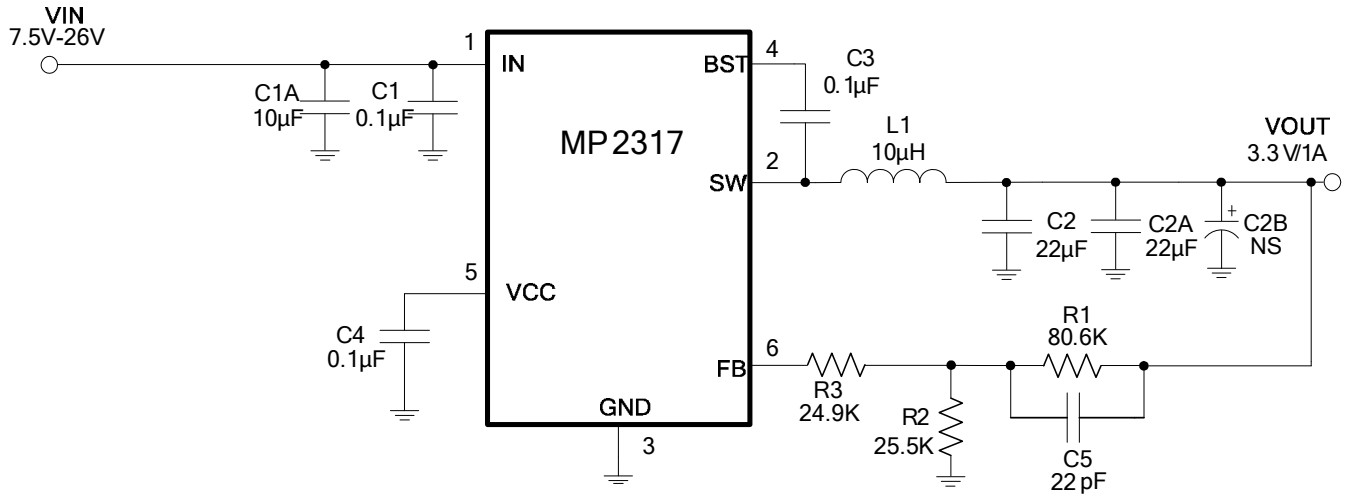 VIN
7.5V-26V
1
IN
C1A
10µF
C1
0.1µF
MP2317
BST
4
C3
0.1µF
SW
2
L1
10µH
VOUT
3.3V/1A
C2
22µF
C2A
22µF
+
C2B
NS
5
VCC
C4
0.1µF
FB
6
R3
24.9K
R2
25.5K
R1
80.6K
C5
22pF
GND
3